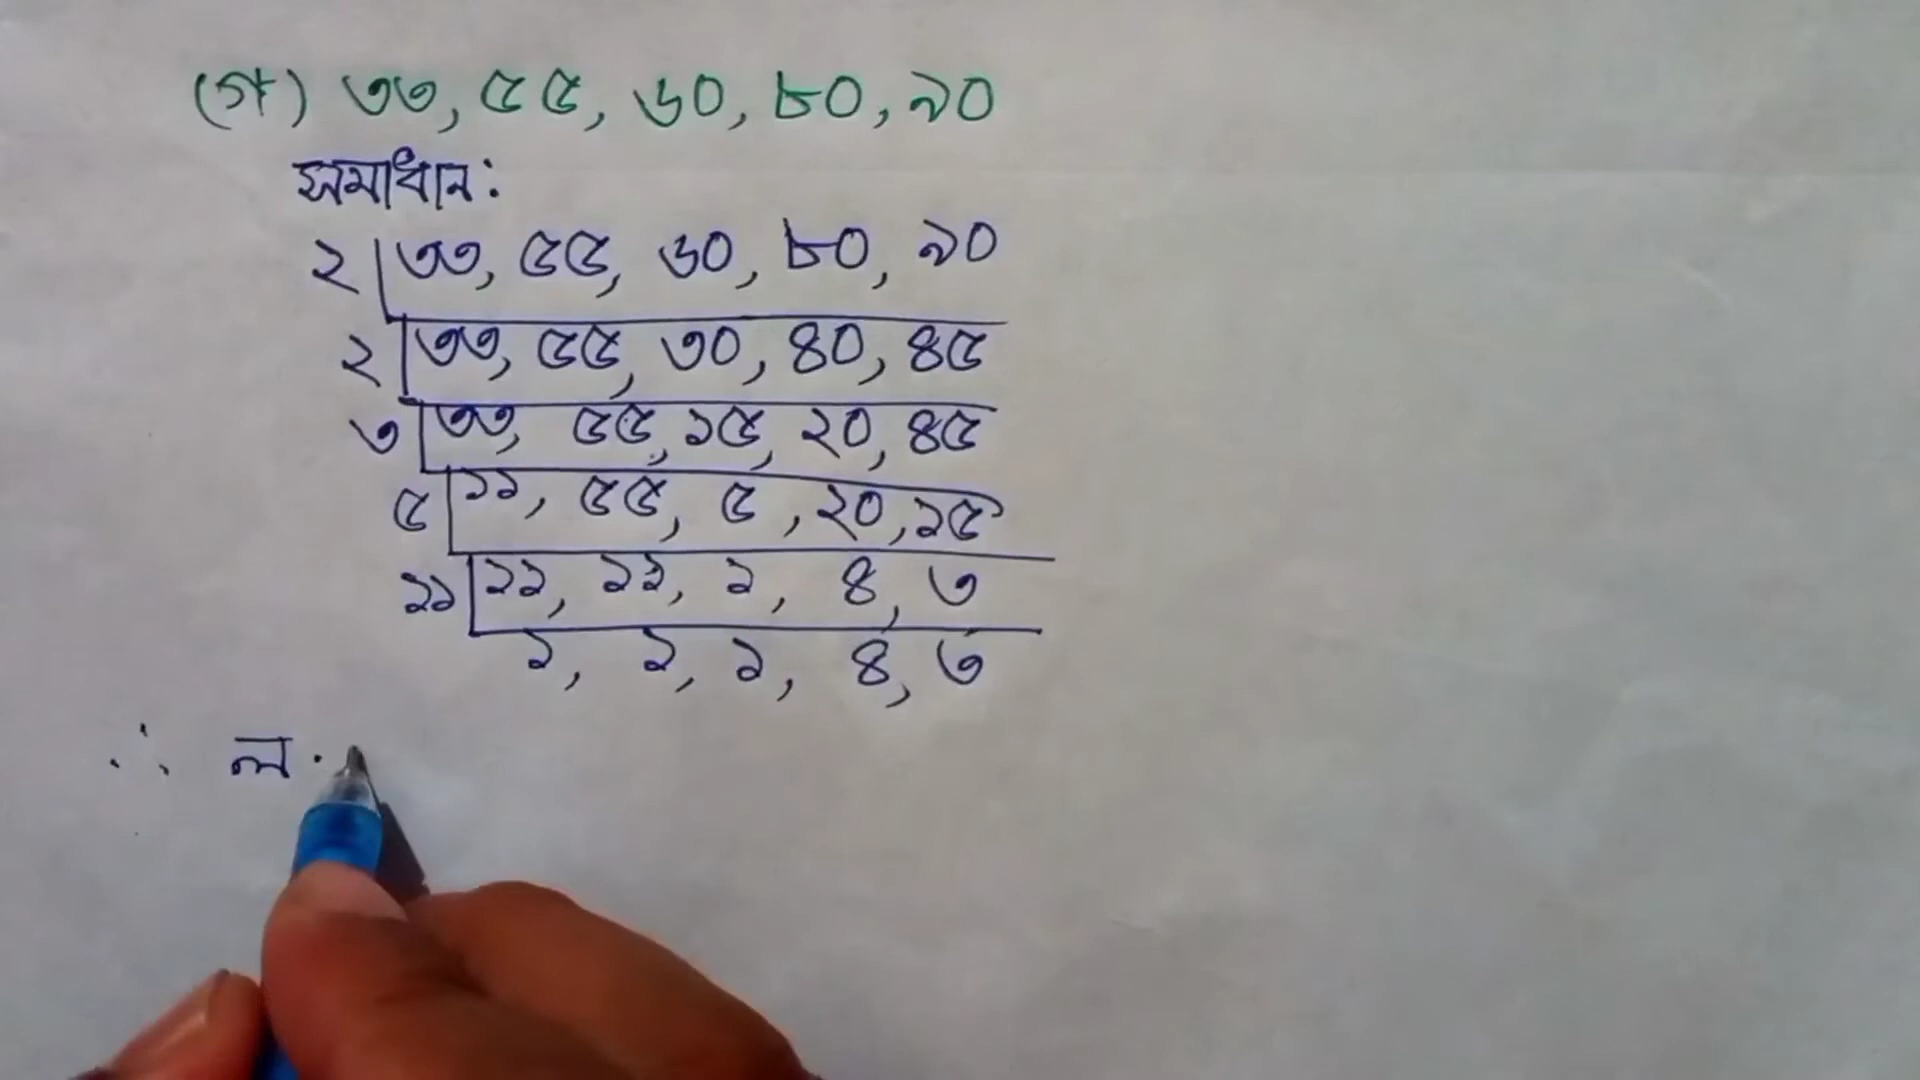 (গ) ৩৩, ৫৫, ৬০, ৮০, ৯০
সমাধান:
২ | ৩৩, ৫৫, ৬০, ৮০, ৯০
২ | ৩৩, ৫৫, ৩০, ৪০, ৪৫
৩ | ৩৩, ৫৫, ১৫, ২০, ৪৫
৫ | ১১, ৫৫, ৫, ২০, ১৫
১১ | ১১, ১১, ১, ৪, ৩
১, ১, ১, ৪, ৩
∴ ল.